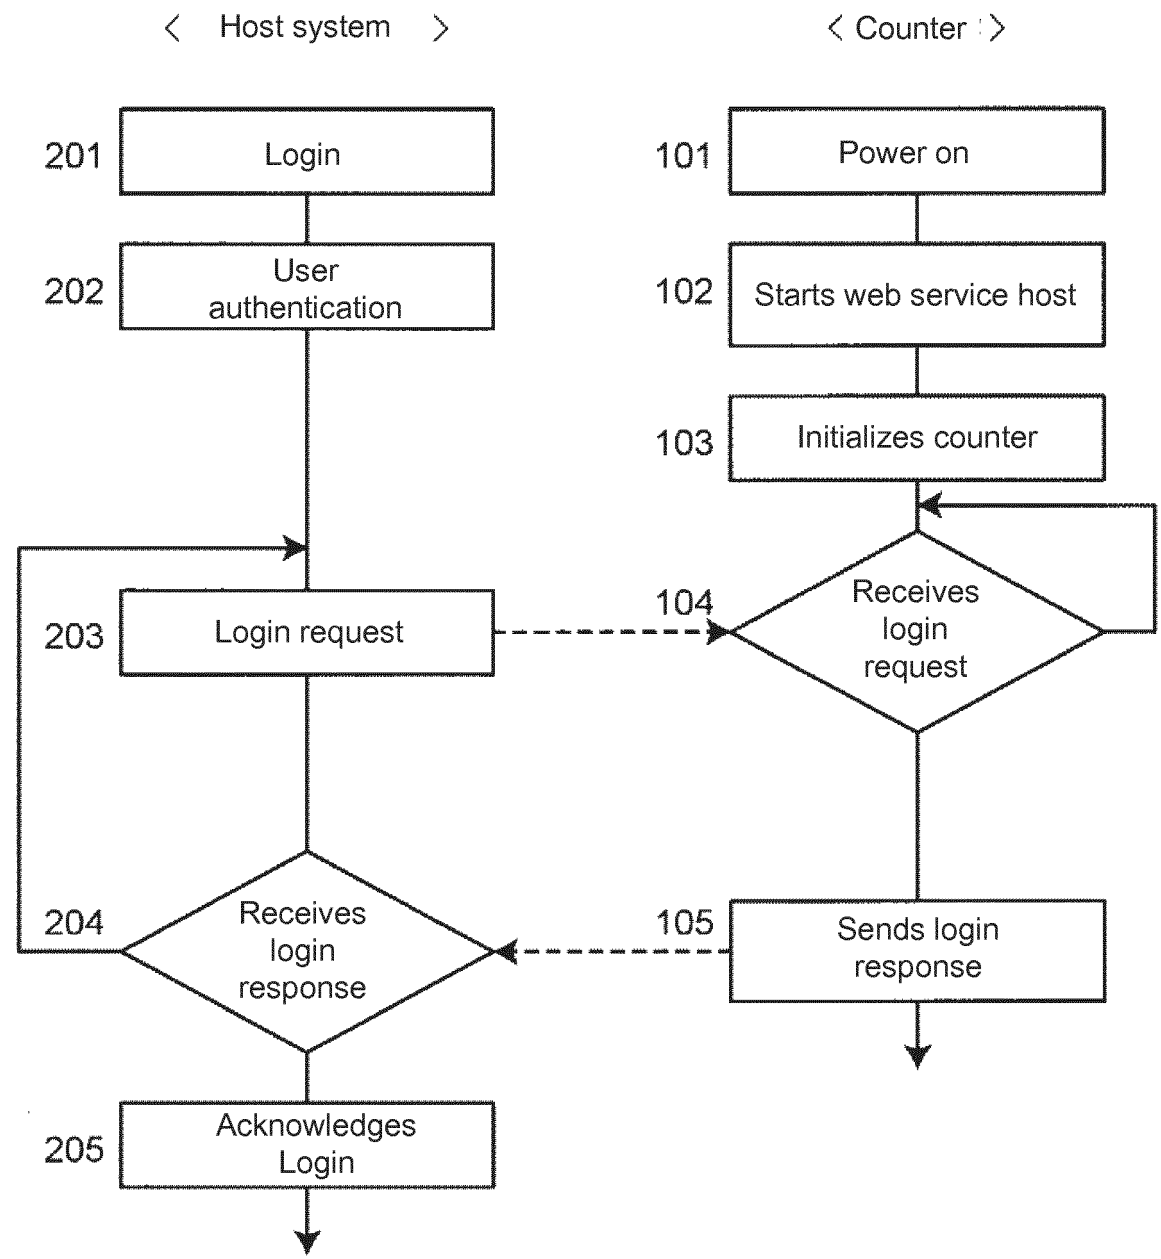 < Host system >
201
Login
202
User
authentication
203
Login request
204
Receives
login
response
205
Acknowledges
Login
< Counter >
101
Power on
102
Starts web service host
103
Initializes counter
104
Receives
login
request
105
Sends login
response